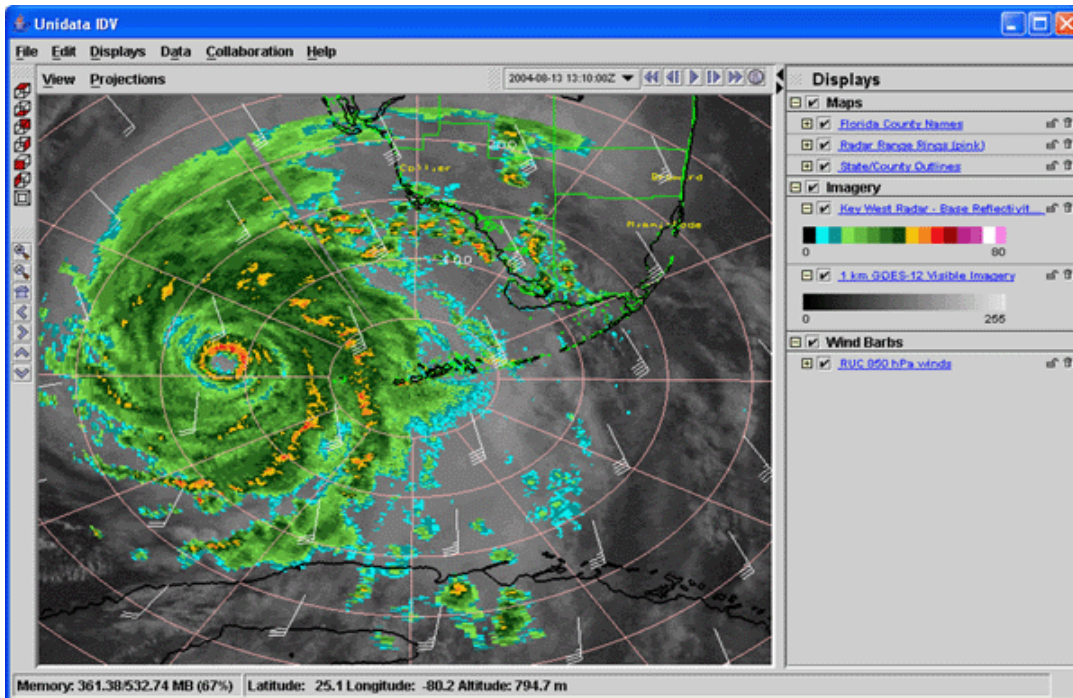 Unidata IDV
File Edit Displays Data Collaboration Help
View Projections
2004-08-13 13:10:00Z
Displays
Maps
Florida County Names
Radar Range Rings (pink)
State/County Outlines
Imagery
Key West Radar - Base Reflectivit...
0 80
1 km GOES-12 Visible Imagery
0 255
Wind Barbs
RUC 850 hPa winds
Collier
Broward
Miami-Dade
Memory: 361.38/532.74 MB (67%) Latitude: 25.1 Longitude: -80.2 Altitude: 794.7 m